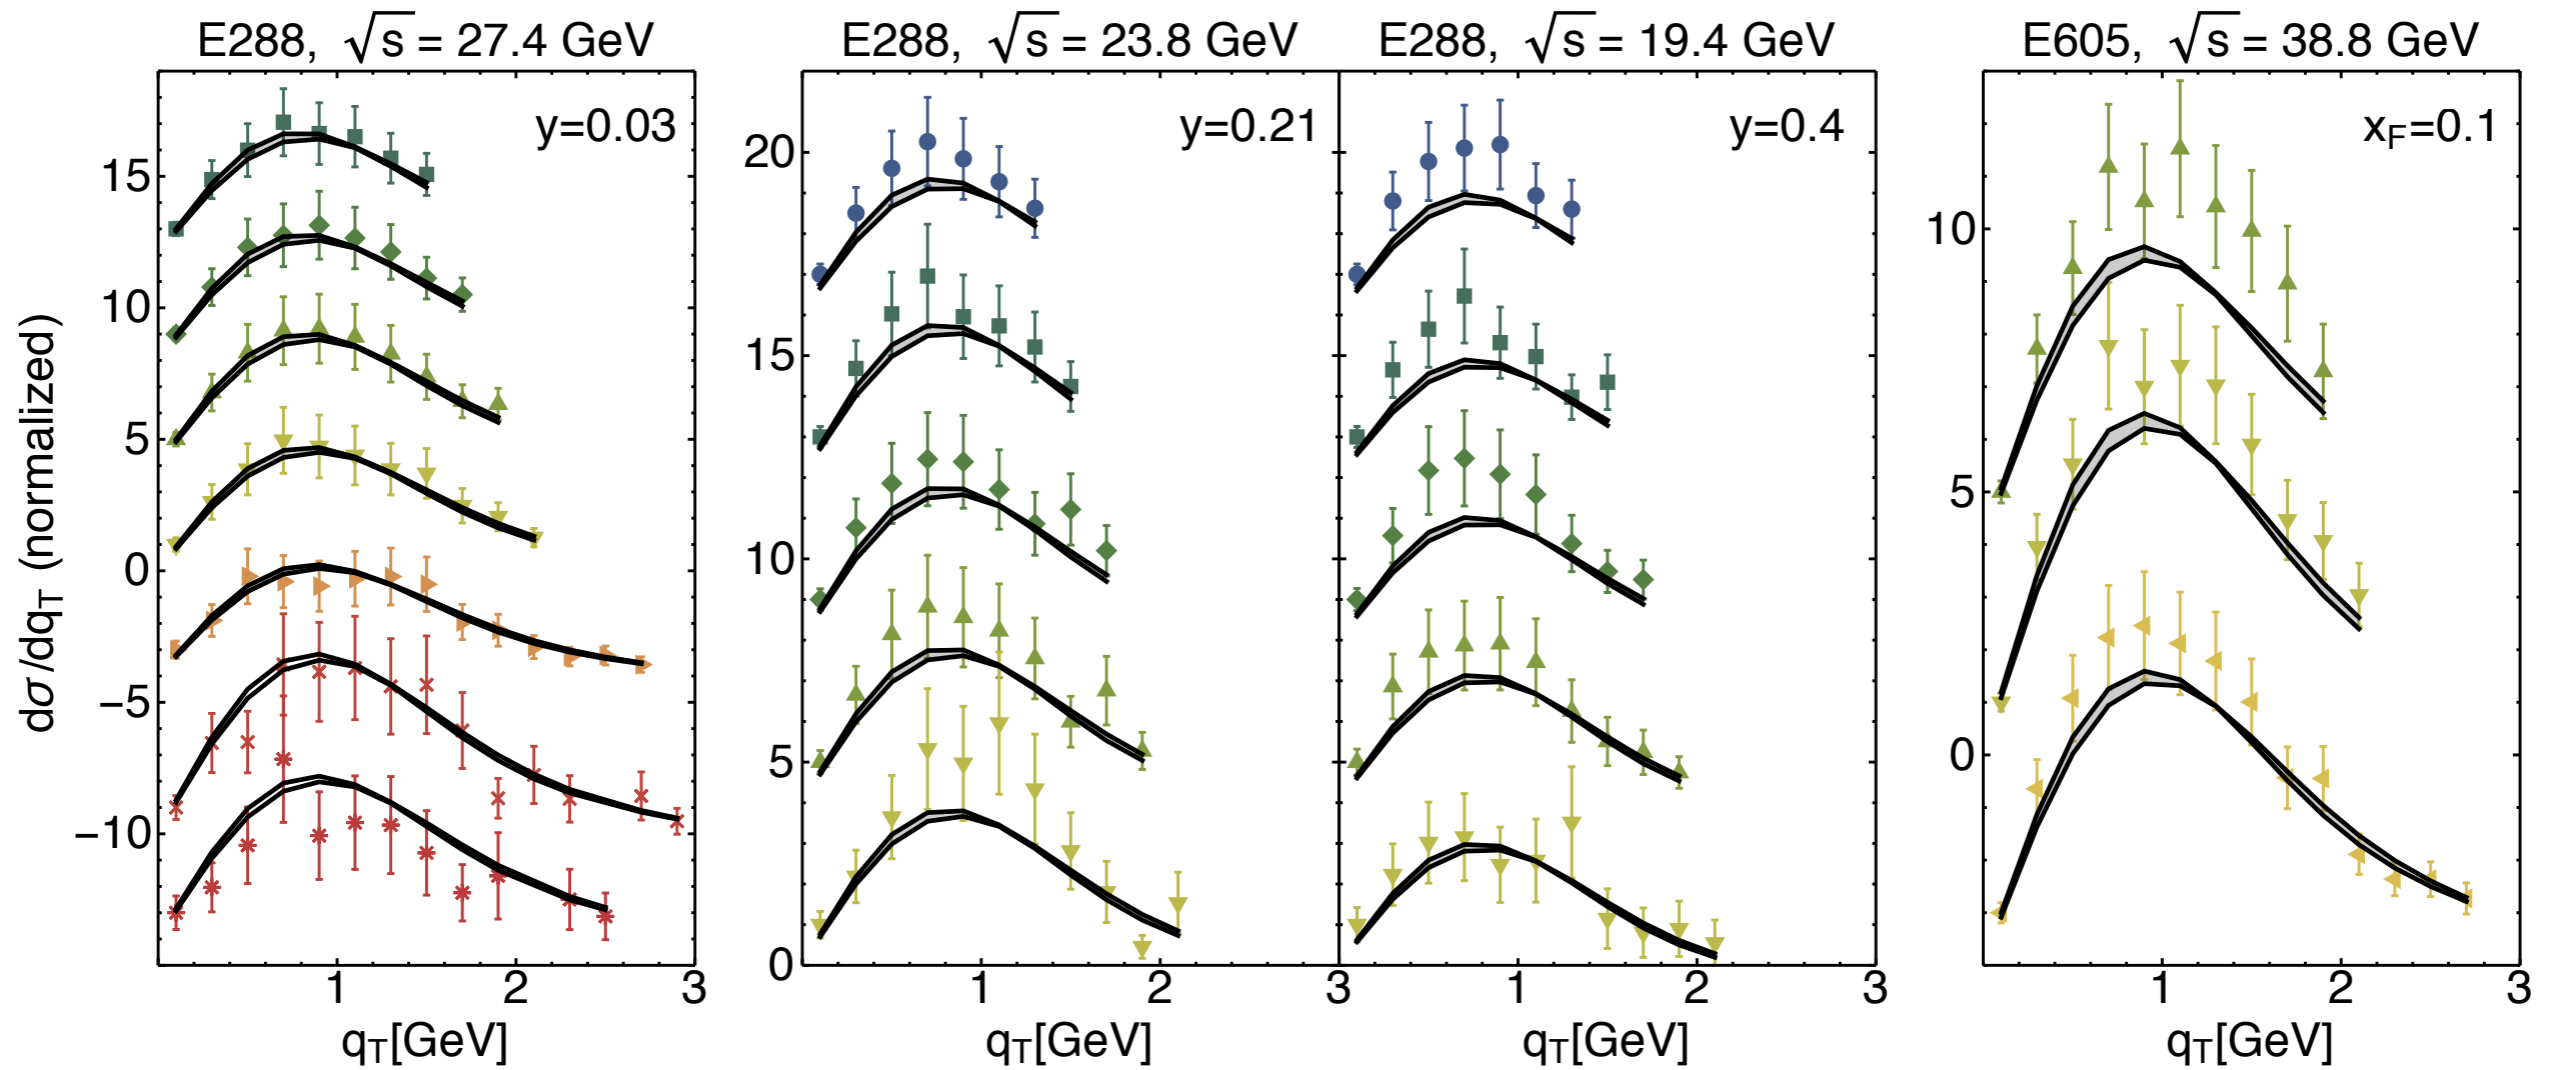 E288, √s = 27.4 GeV
E288, √s = 23.8 GeV
E288, √s = 19.4 GeV
E605, √s = 38.8 GeV
y=0.03
y=0.21
y=0.4
xF=0.1
dσ/dqT (normalized)
15
10
5
0
−5
−10
20
15
10
5
0
10
5
0
1 2 3
1 2 3
1 2 3
1 2 3
qT[GeV]
qT[GeV]
qT[GeV]
qT[GeV]